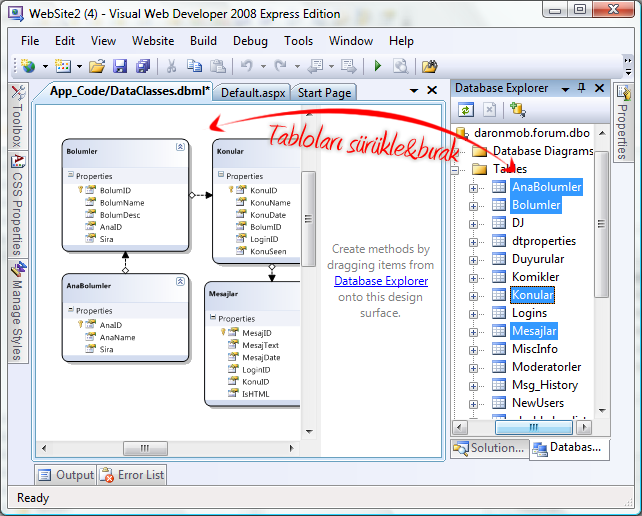 WebSite2 (4) - Visual Web Developer 2008 Express Edition
File Edit View Website Build Debug Tools Window Help
App_Code/DataClasses.dbml* Default.aspx Start Page
Database Explorer
Toolbox
CSS Properties
Manage Styles
Properties
Tabloları sürükle&bırak
Bolumler
Properties
BolumID
BolumName
BolumDesc
AnaID
Sira
Konular
Properties
KonuID
KonuName
KonuDate
BolumID
LoginID
KonuSeen
AnaBolumler
Properties
AnaID
AnaName
Sira
Mesajlar
Properties
MesajID
MesajText
MesajDate
LoginID
KonuID
IsHTML
Create methods by
dragging items from
Database Explorer
onto this design
surface.
daronmob.forum.dbo
Database Diagrams
Tables
AnaBolumler
Bolumler
DJ
dtproperties
Duyurular
Komikler
Konular
Logins
Mesajlar
MiscInfo
Moderatorler
Msg_History
NewUsers
Solution... Databas...
Output Error List
Ready